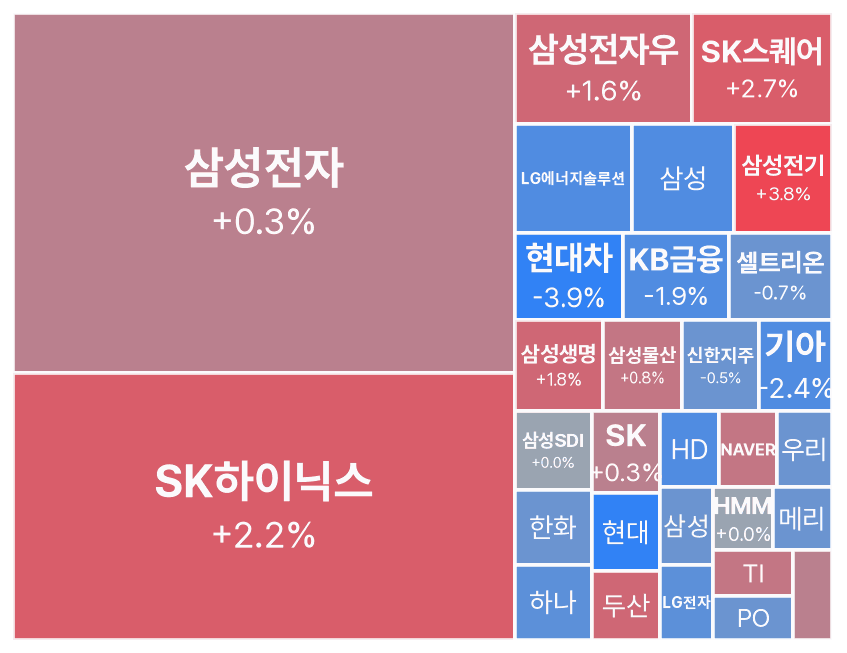 삼성전자
+0.3%
SK하이닉스
+2.2%
삼성전자우
+1.6%
SK스퀘어
+2.7%
LG에너지솔루션
삼성
삼성전기
+3.8%
현대차
-3.9%
KB금융
-1.9%
셀트리온
-0.7%
삼성생명
+1.8%
삼성물산
+0.8%
신한지주
-0.5%
기아
-2.4%
삼성SDI
+0.0%
SK
+0.3%
HD
NAVER
우리
한화
현대
삼성
HMM
+0.0%
메리
하나
두산
LG전자
TI
PO